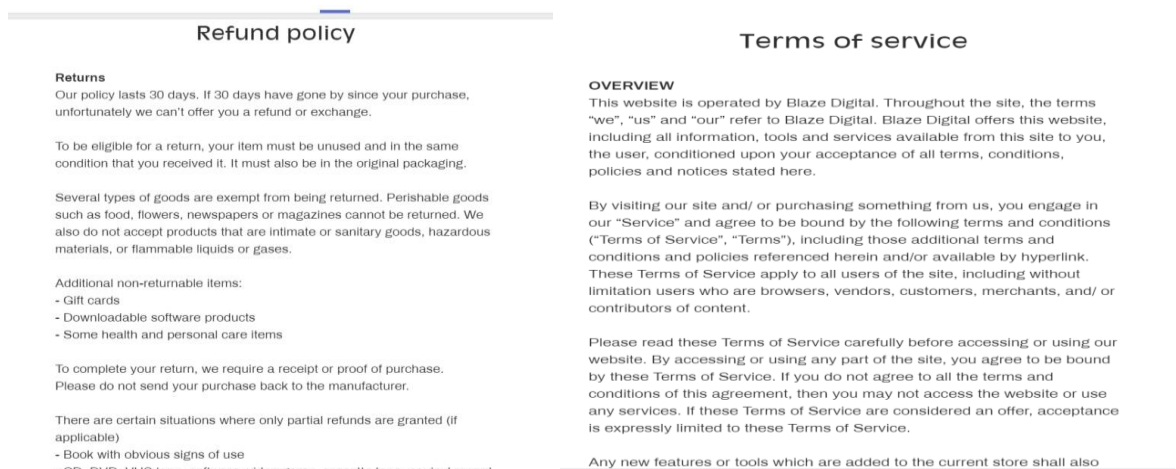 Refund policy
Returns
Our policy lasts 30 days. If 30 days have gone by since your purchase,
unfortunately we can't offer you a refund or exchange.
To be eligible for a return, your item must be unused and in the same
condition that you received it. It must also be in the original packaging.
Several types of goods are exempt from being returned. Perishable goods
such as food, flowers, newspapers or magazines cannot be returned. We
also do not accept products that are intimate or sanitary goods, hazardous
materials, or flammable liquids or gases.
Additional non-returnable items:
- Gift cards
- Downloadable software products
- Some health and personal care items
To complete your return, we require a receipt or proof of purchase.
Please do not send your purchase back to the manufacturer.
There are certain situations where only partial refunds are granted (if
applicable)
- Book with obvious signs of use
Terms of service
OVERVIEW
This website is operated by Blaze Digital. Throughout the site, the terms
“we”, “us” and “our” refer to Blaze Digital. Blaze Digital offers this website,
including all information, tools and services available from this site to you,
the user, conditioned upon your acceptance of all terms, conditions,
policies and notices stated here.
By visiting our site and/ or purchasing something from us, you engage in
our “Service” and agree to be bound by the following terms and conditions
(“Terms of Service”, “Terms”), including those additional terms and
conditions and policies referenced herein and/or available by hyperlink.
These Terms of Service apply to all users of the site, including without
limitation users who are browsers, vendors, customers, merchants, and/ or
contributors of content.
Please read these Terms of Service carefully before accessing or using our
website. By accessing or using any part of the site, you agree to be bound
by these Terms of Service. If you do not agree to all the terms and
conditions of this agreement, then you may not access the website or use
any services. If these Terms of Service are considered an offer, acceptance
is expressly limited to these Terms of Service.
Any new features or tools which are added to the current store shall also